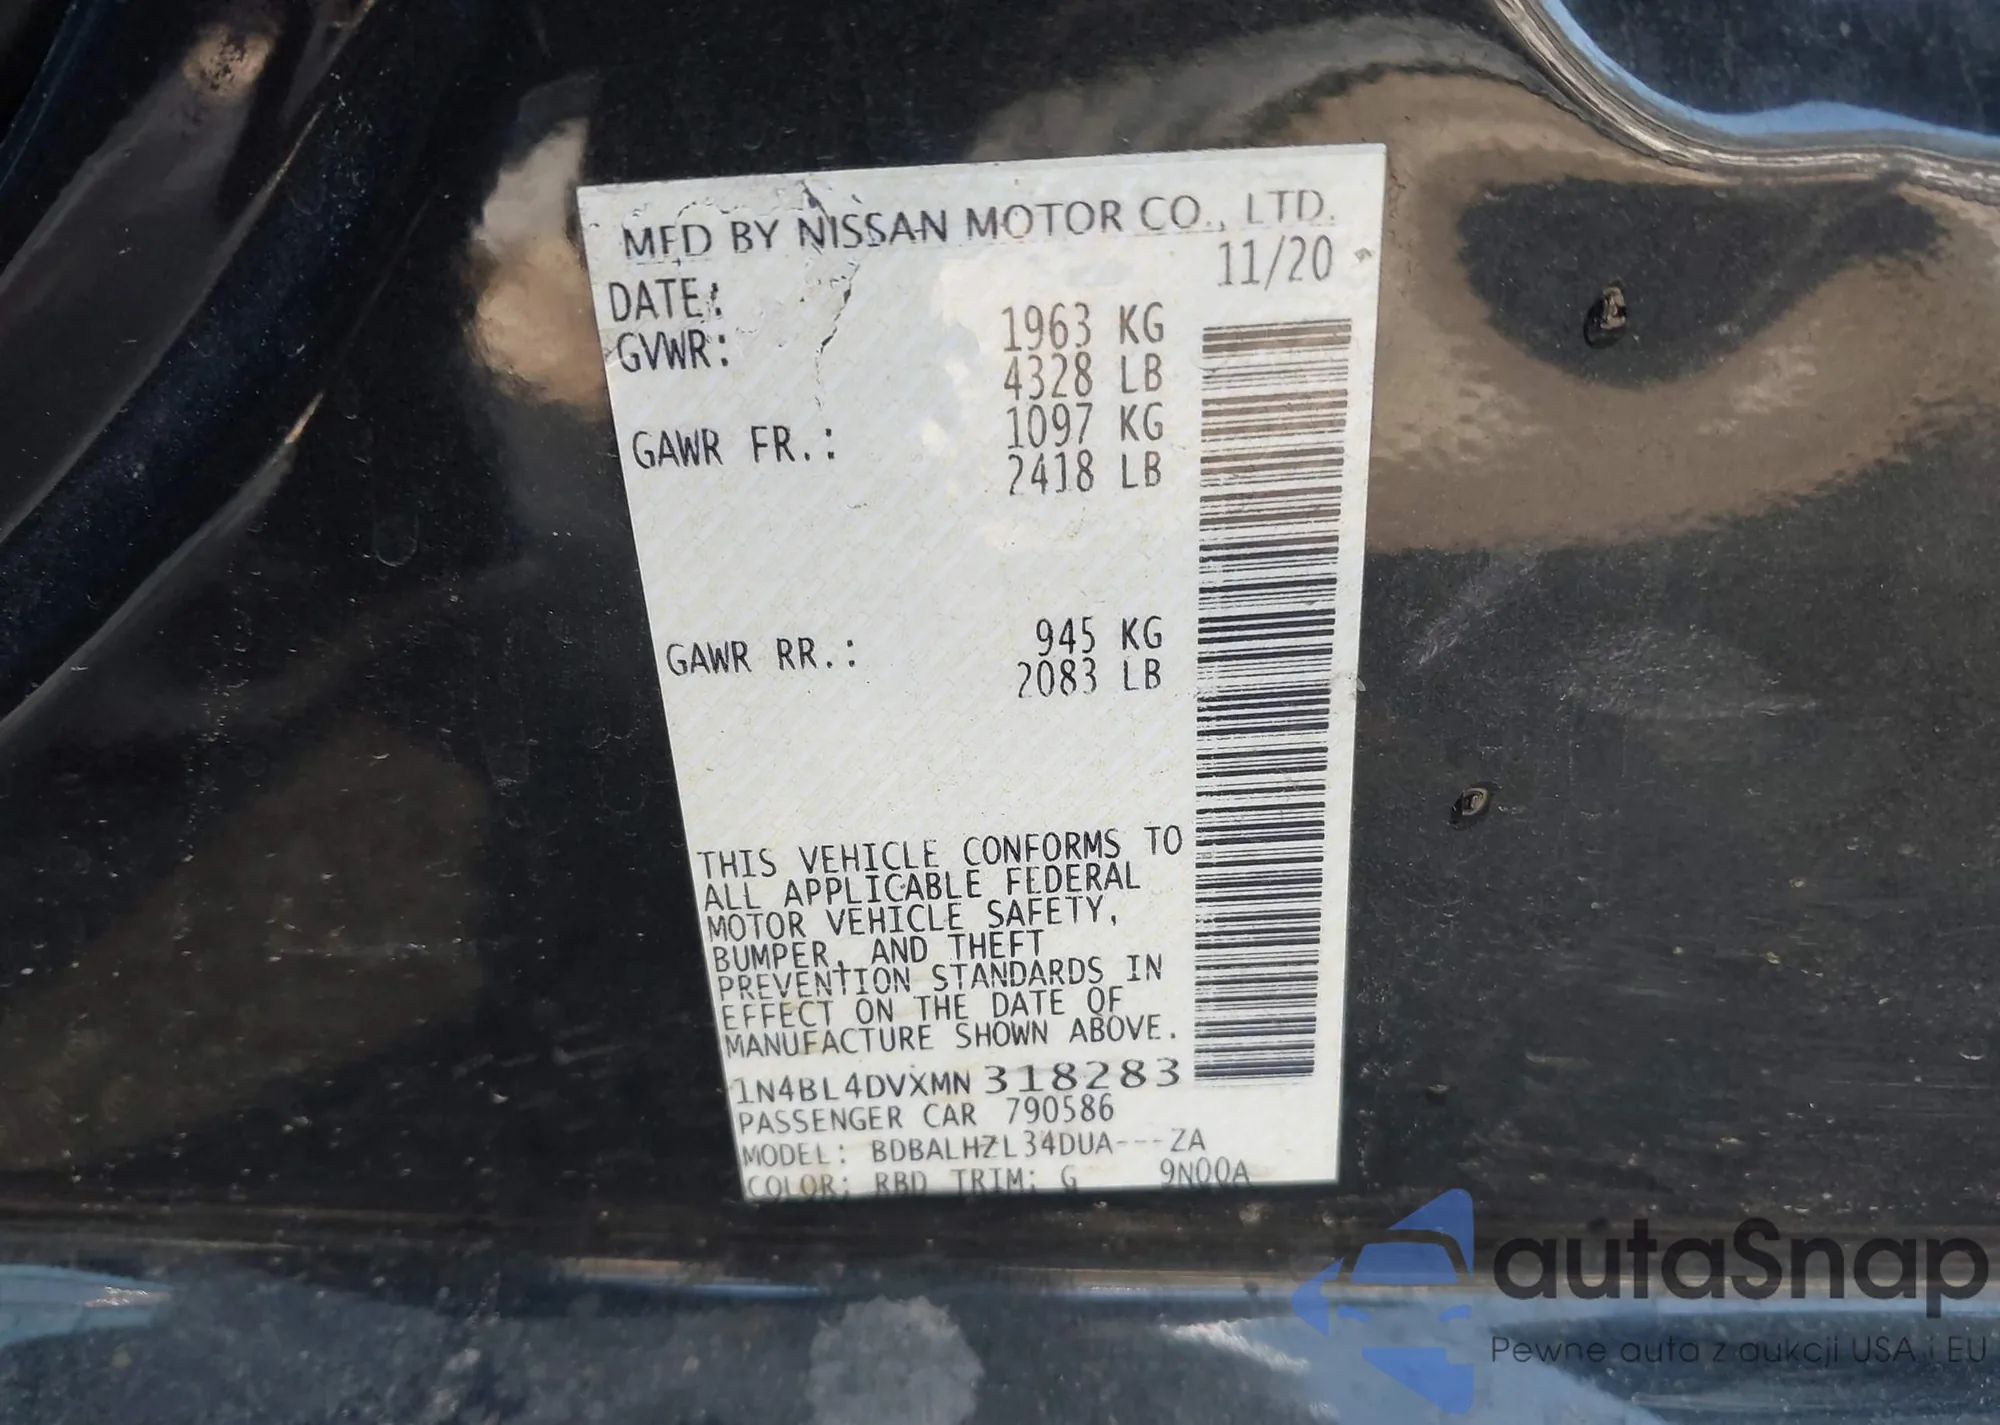 MFD BY NISSAN MOTOR CO., LTD.
DATE: 11/20
GVWR: 1963 KG
4328 LB
GAWR FR.: 1097 KG
2418 LB
GAWR RR.: 945 KG
2083 LB
THIS VEHICLE CONFORMS TO
ALL APPLICABLE FEDERAL
MOTOR VEHICLE SAFETY,
BUMPER, AND THEFT
PREVENTION STANDARDS IN
EFFECT ON THE DATE OF
MANUFACTURE SHOWN ABOVE.
1N4BL4DVXMN318283
PASSENGER CAR 790586
MODEL: BDBALHZL34DUA---ZA
COLOR: RBD TRIM: G 9N00A
autaSnap
Pewne auta z aukcji USA i EU